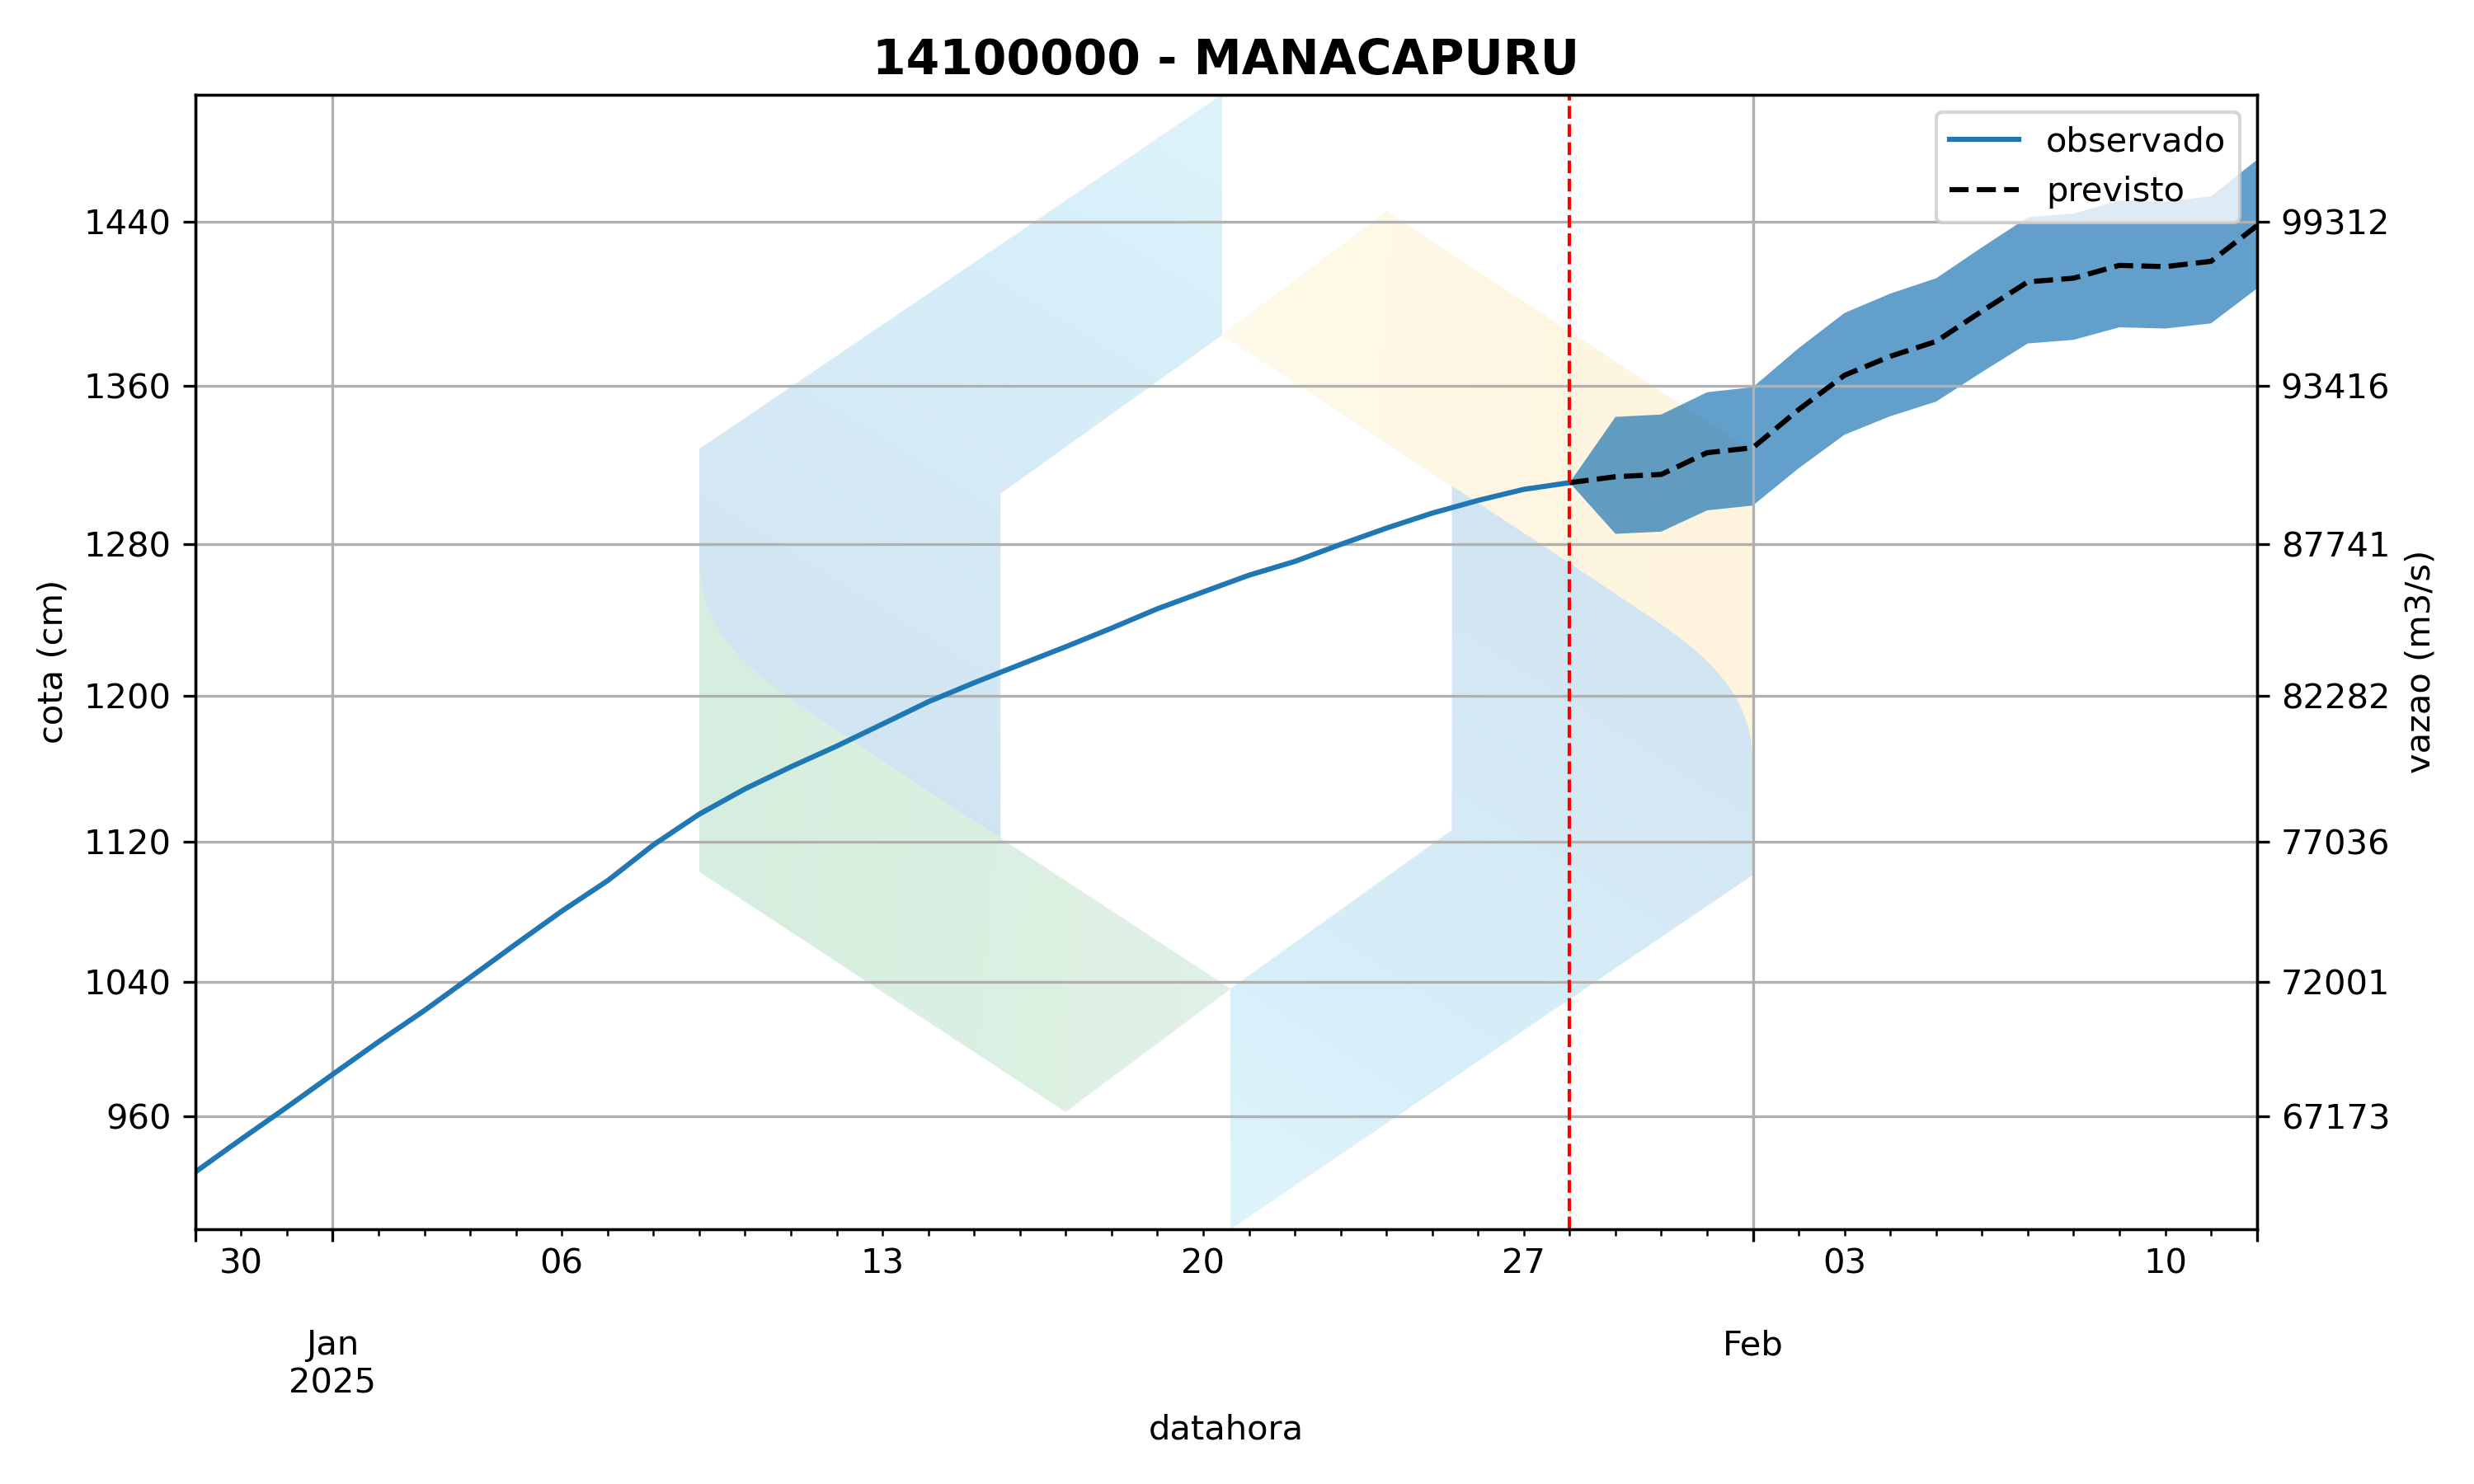 14100000 - MANACAPURU
observado
previsto
1440
1360
1280
1200
1120
1040
960
cota (cm)
99312
93416
87741
82282
77036
72001
67173
vazao (m3/s)
30
06
13
20
27
03
10
Jan
2025
Feb
datahora